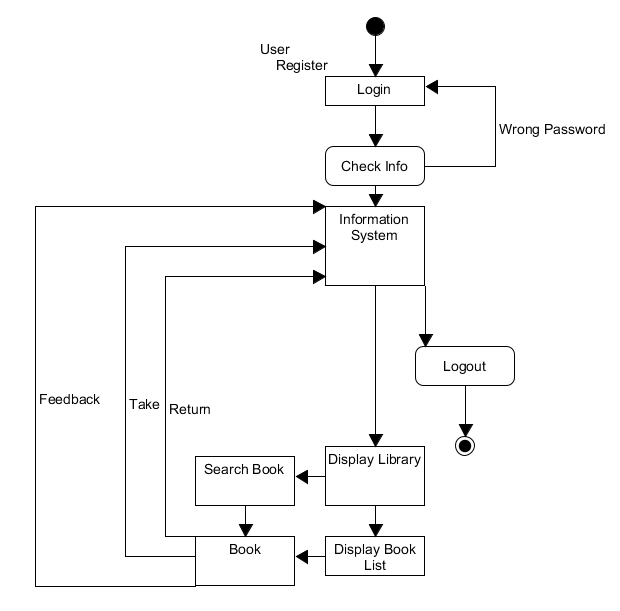 User
Register
Login
Wrong Password
Check Info
Information
System
Logout
Feedback
Take
Return
Display Library
Search Book
Book
Display Book
List